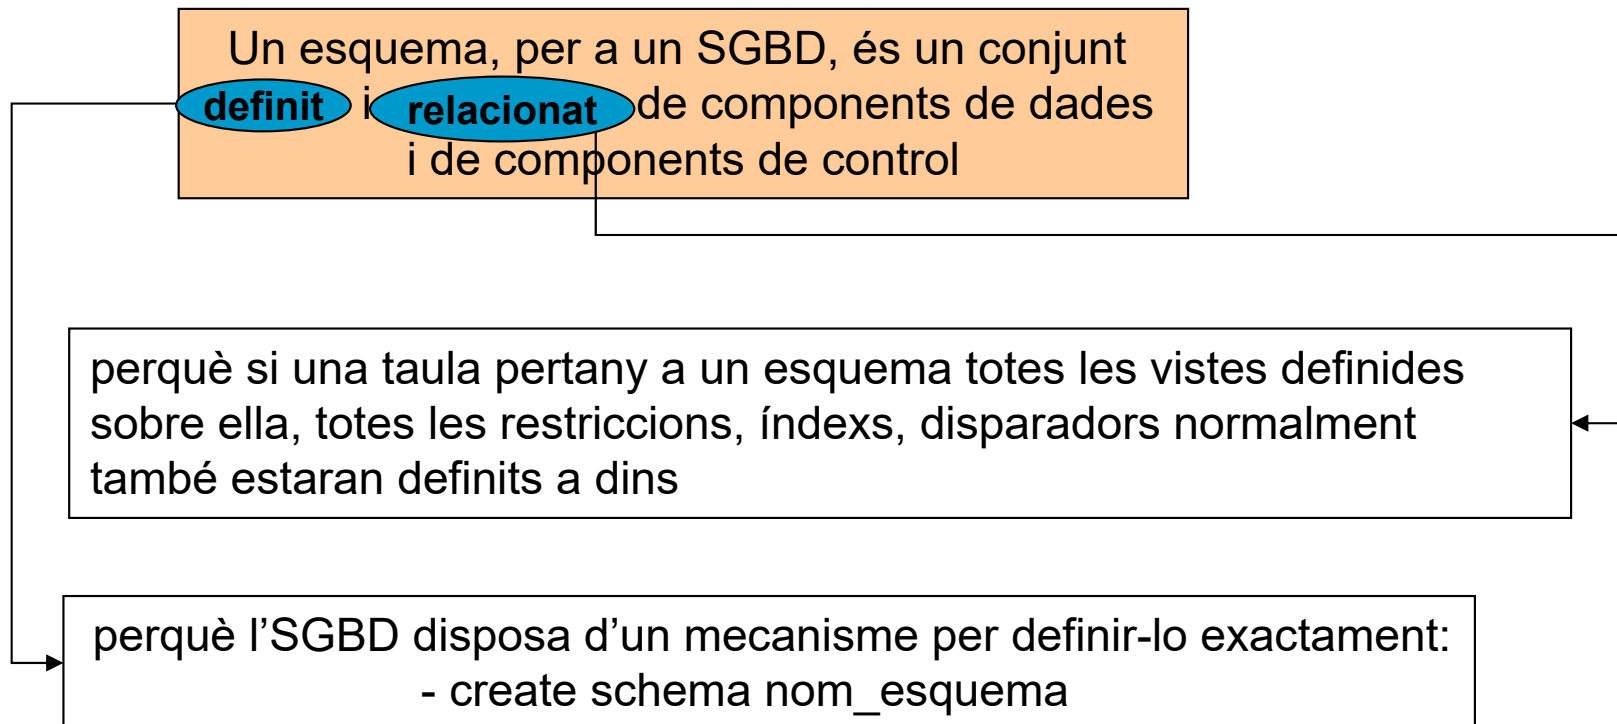 Un esquema, per a un SGBD, és un conjunt
definit i relacionat de components de dades
i de components de control
perquè si una taula pertany a un esquema totes les vistes definides
sobre ella, totes les restriccions, índexs, disparadors normalment
també estaran definits a dins
perquè l’SGBD disposa d’un mecanisme per definir-lo exactament:
- create schema nom_esquema